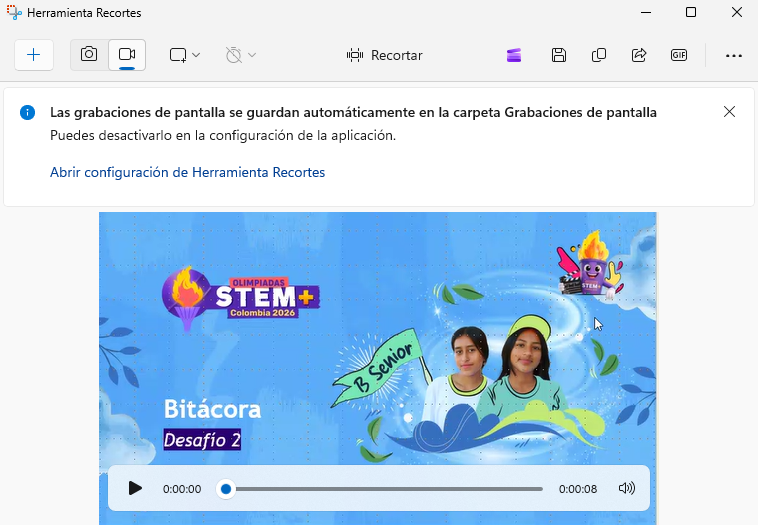 Herramienta Recortes
Recortar
GIF
Las grabaciones de pantalla se guardan automáticamente en la carpeta Grabaciones de pantalla
Puedes desactivarlo en la configuración de la aplicación.
Abrir configuración de Herramienta Recortes
OLIMPIADAS
STEM+
Colombia 2026
STEM+
B Senior
Bitácora
Desafío 2
0:00:00
0:00:08